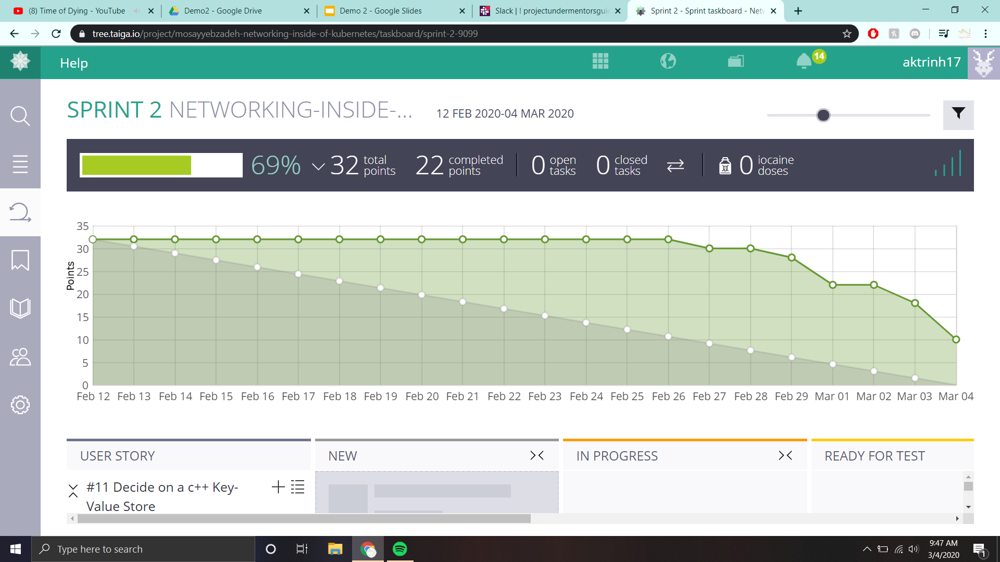 (8) Time of Dying - YouTube
Demo2 - Google Drive
Demo 2 - Google Slides
Slack | ! projectundermentorsgui
Sprint 2 - Sprint taskboard - Netw
tree.taiga.io/project/mosayyebzadeh-networking-inside-of-kubernetes/taskboard/sprint-2-9099
Help
14
aktrinh17
SPRINT 2 NETWORKING-INSIDE-... 12 FEB 2020-04 MAR 2020
69%
32 total points
22 completed points
0 open tasks
0 closed tasks
0 iocaine doses
Points
35
30
25
20
15
10
5
0
Feb 12 Feb 13 Feb 14 Feb 15 Feb 16 Feb 17 Feb 18 Feb 19 Feb 20 Feb 21 Feb 22 Feb 23 Feb 24 Feb 25 Feb 26 Feb 27 Feb 28 Feb 29 Mar 01 Mar 02 Mar 03 Mar 04
USER STORY
NEW
IN PROGRESS
READY FOR TEST
#11 Decide on a c++ Key-
Value Store
Type here to search
9:47 AM
3/4/2020
1